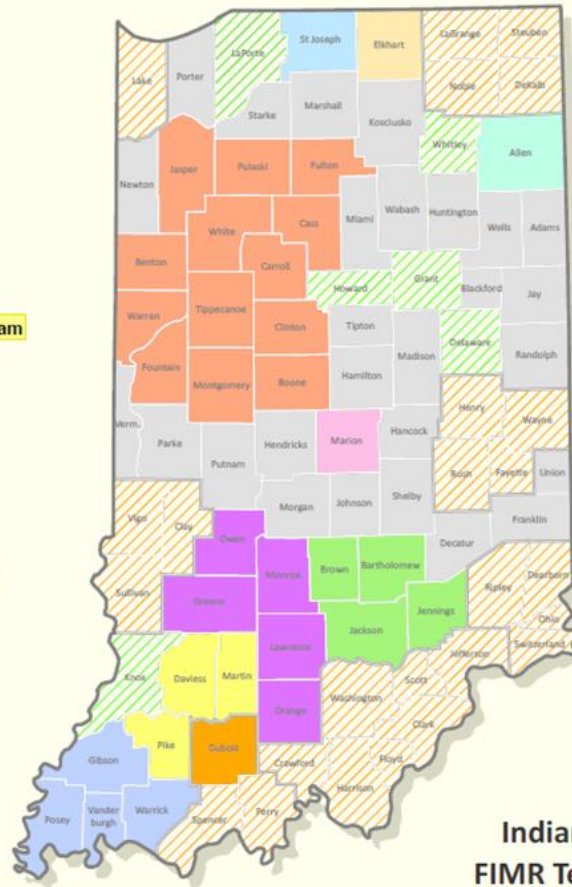 St Joseph
Elkhart
LaGrange
Steuben
LaPorte
Lake
Porter
Noble
DeKalb
Marshall
Starke
Kosciusko
Whitley
Allen
Jasper
Pulaski
Fulton
Newton
Wabash
Huntington
Miami
White
Cass
Wells
Adams
Benton
Carroll
Grant
Howard
Blackford
Jay
Warren
Tippecanoe
am
Clinton
Tipton
Madison
Delaware
Randolph
Fountain
Montgomery
Boone
Hamilton
Henry
Wayne
Verm.
Parke
Hendricks
Marion
Hancock
Putnam
Rush
Fayette
Union
Shelby
Morgan
Johnson
Vigo
Clay
Franklin
Owen
Decatur
Monroe
Brown
Bartholomew
Dearborn
Ripley
Sullivan
Greene
Jennings
Ohio
Jackson
Lawrence
Switzerland
Jefferson
Knox
Daviess
Martin
Scott
Washington
Orange
Clark
Pike
Dubois
Gibson
Floyd
Crawford
Harrison
Posey
Vander
burgh
Warrick
Perry
Spencer
Indiar
FIMR Te